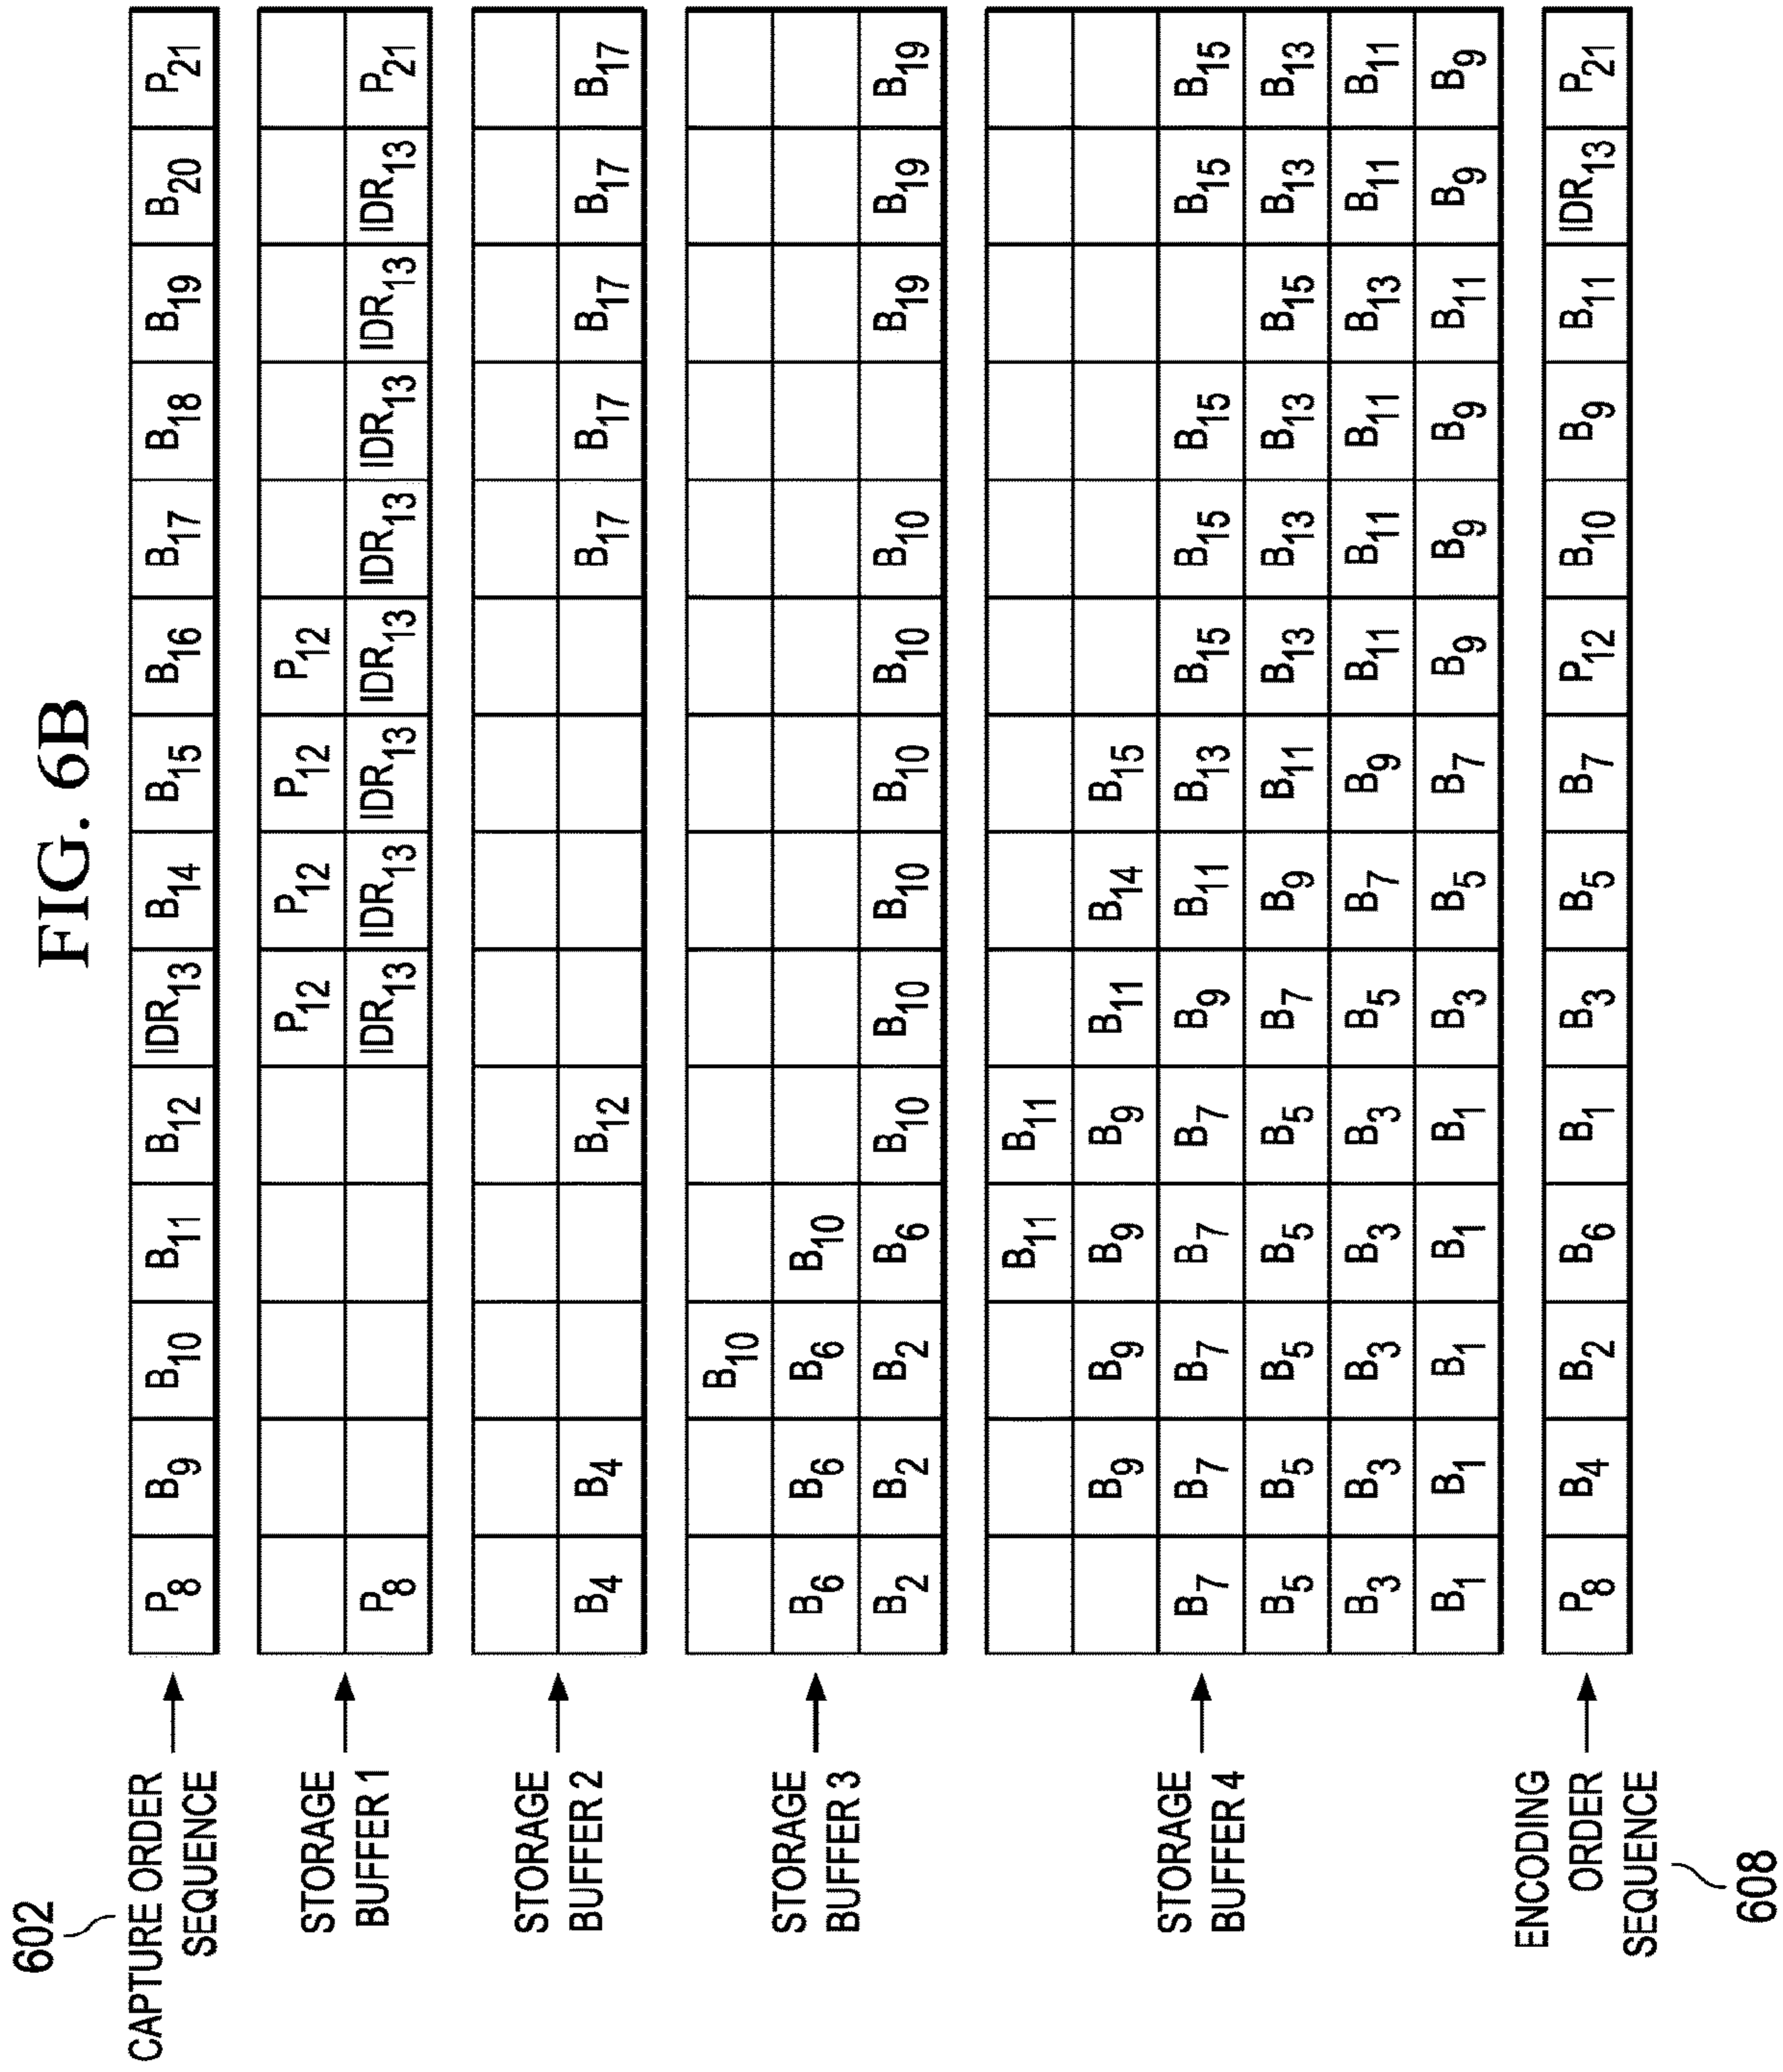 602
FIG. 6B
CAPTURE ORDER
SEQUENCE
P8 B9 B10 B11 B12 IDR13 B14 B15 B16 B17 B18 B19 B20 P21
STORAGE
BUFFER 1
P12 P12 P12 P12
P8 IDR13 IDR13 IDR13 IDR13 IDR13 IDR13 IDR13 IDR13 P21
STORAGE
BUFFER 2
B4 B4 B12 B17 B17 B17 B17 B17
STORAGE
BUFFER 3
B10
B6 B6 B6 B10
B2 B2 B2 B6 B10 B10 B10 B10 B10 B10 B19 B19 B19
STORAGE
BUFFER 4
B11 B11
B9 B9 B9 B9 B11 B14 B15
B7 B7 B7 B7 B7 B9 B11 B13 B15 B15 B15 B15 B15
B5 B5 B5 B5 B5 B7 B9 B11 B13 B13 B13 B15 B13 B13
B3 B3 B3 B3 B3 B5 B7 B9 B11 B11 B11 B13 B11 B11
B1 B1 B1 B1 B1 B3 B5 B7 B9 B9 B9 B11 B9 B9
ENCODING
ORDER
SEQUENCE
P8 B4 B2 B6 B1 B3 B5 B7 P12 B10 B9 B11 IDR13 P21
608